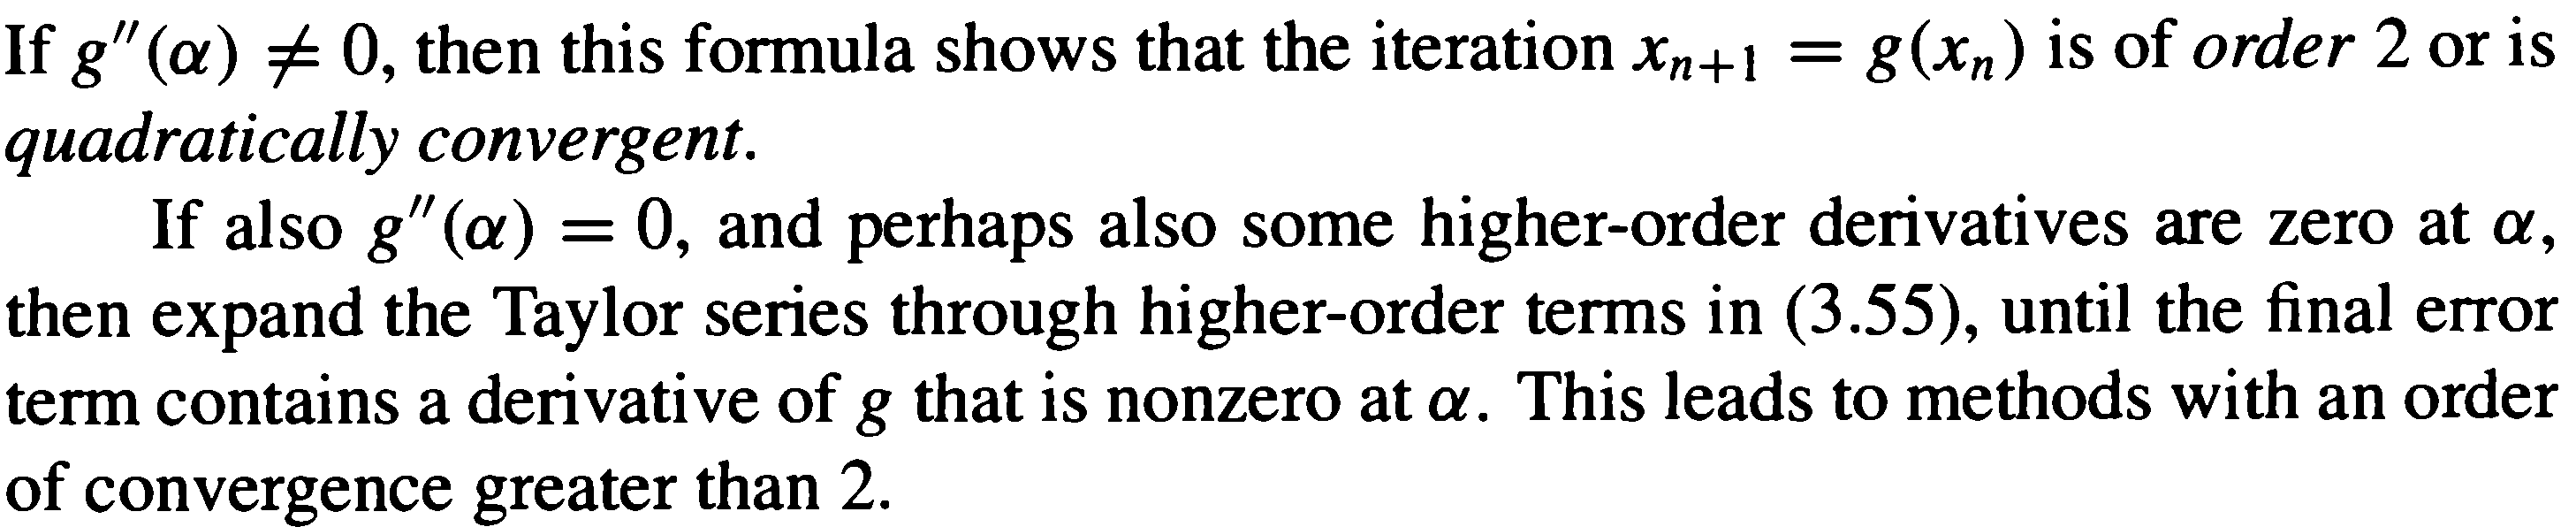 If g″(α) ≠ 0, then this formula shows that the iteration xₙ₊₁ = g(xₙ) is of order 2 or is
quadratically convergent.
If also g″(α) = 0, and perhaps also some higher-order derivatives are zero at α,
then expand the Taylor series through higher-order terms in (3.55), until the final error
term contains a derivative of g that is nonzero at α. This leads to methods with an order
of convergence greater than 2.